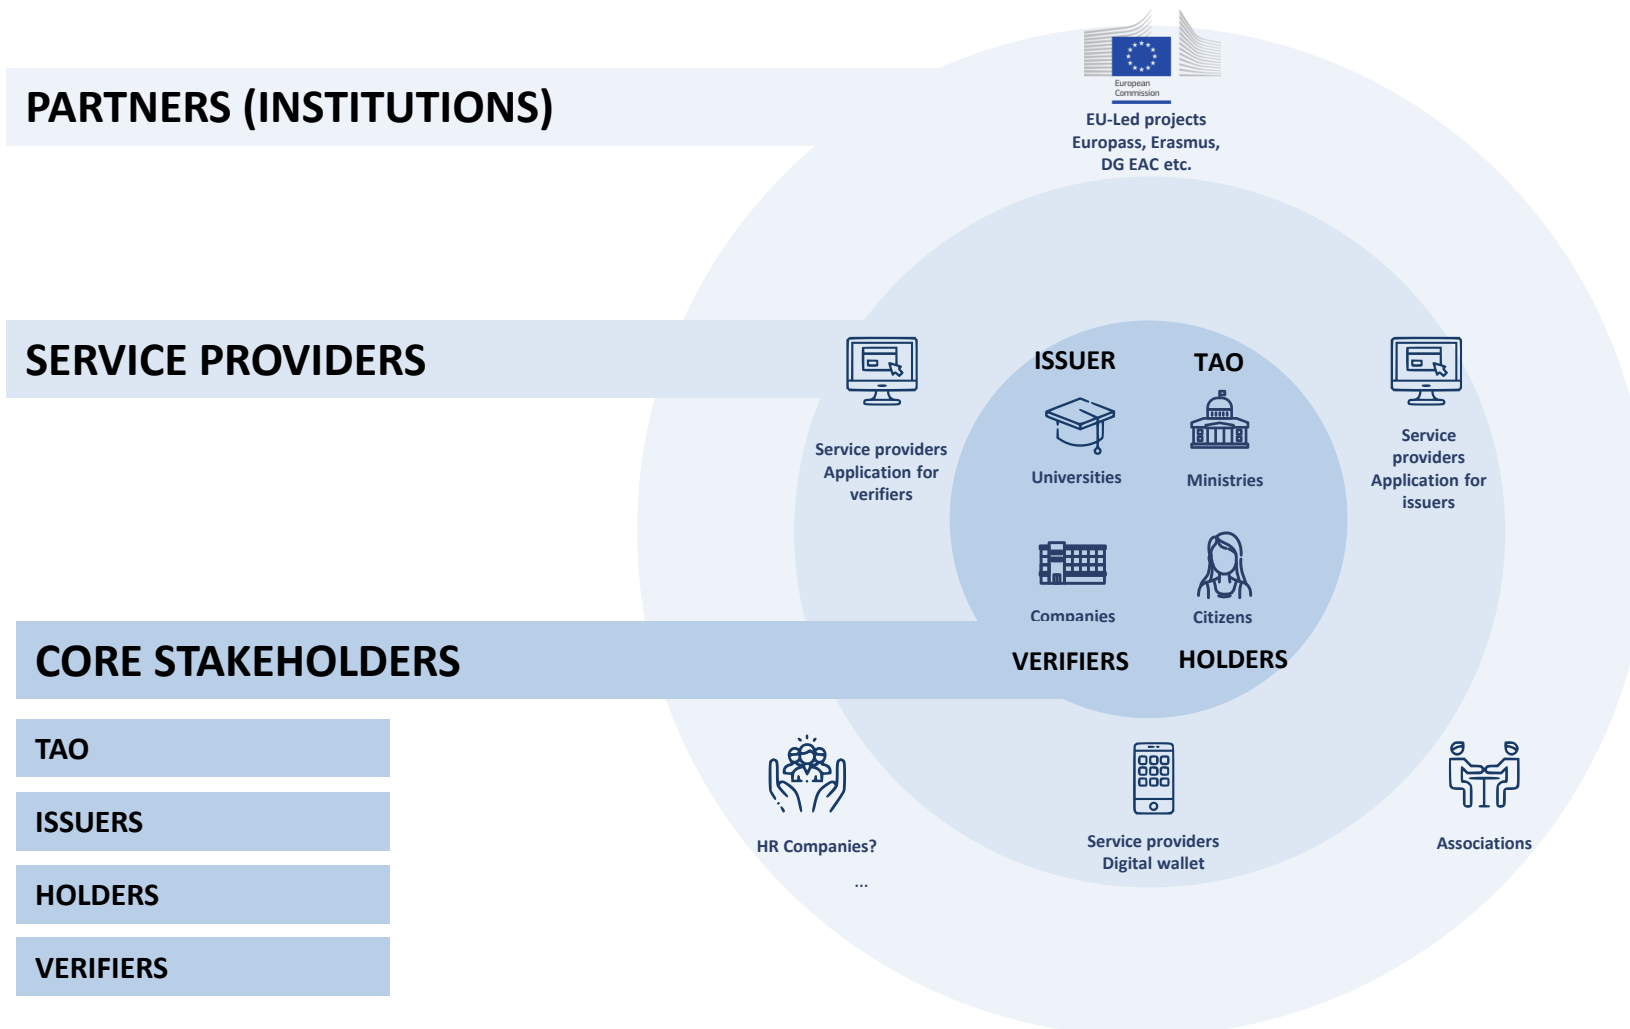 European
Commission
PARTNERS (INSTITUTIONS)
EU-Led projects
Europass, Erasmus,
DG EAC etc.
SERVICE PROVIDERS
ISSUER
TAO
Service providers
Application for
verifiers
Universities
Ministries
Service
providers
Application for
issuers
Companies
Citizens
CORE STAKEHOLDERS
VERIFIERS
HOLDERS
TAO
ISSUERS
HOLDERS
VERIFIERS
HR Companies?
...
Service providers
Digital wallet
Associations